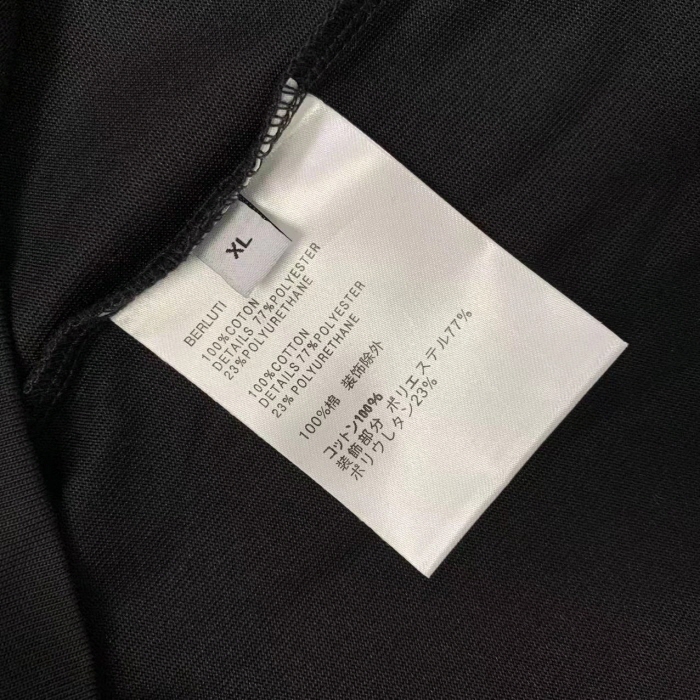 XL
BERLUTI
100%COTON
DETAILS 77%POLYESTER
23%POLYURETHANE
100%COTTON
DETAILS 77%POLYESTER
23% POLYURETHANE
100%棉 装饰除外
コットン100%
装飾部分 ポリエステル77%
ポリウしタン23%